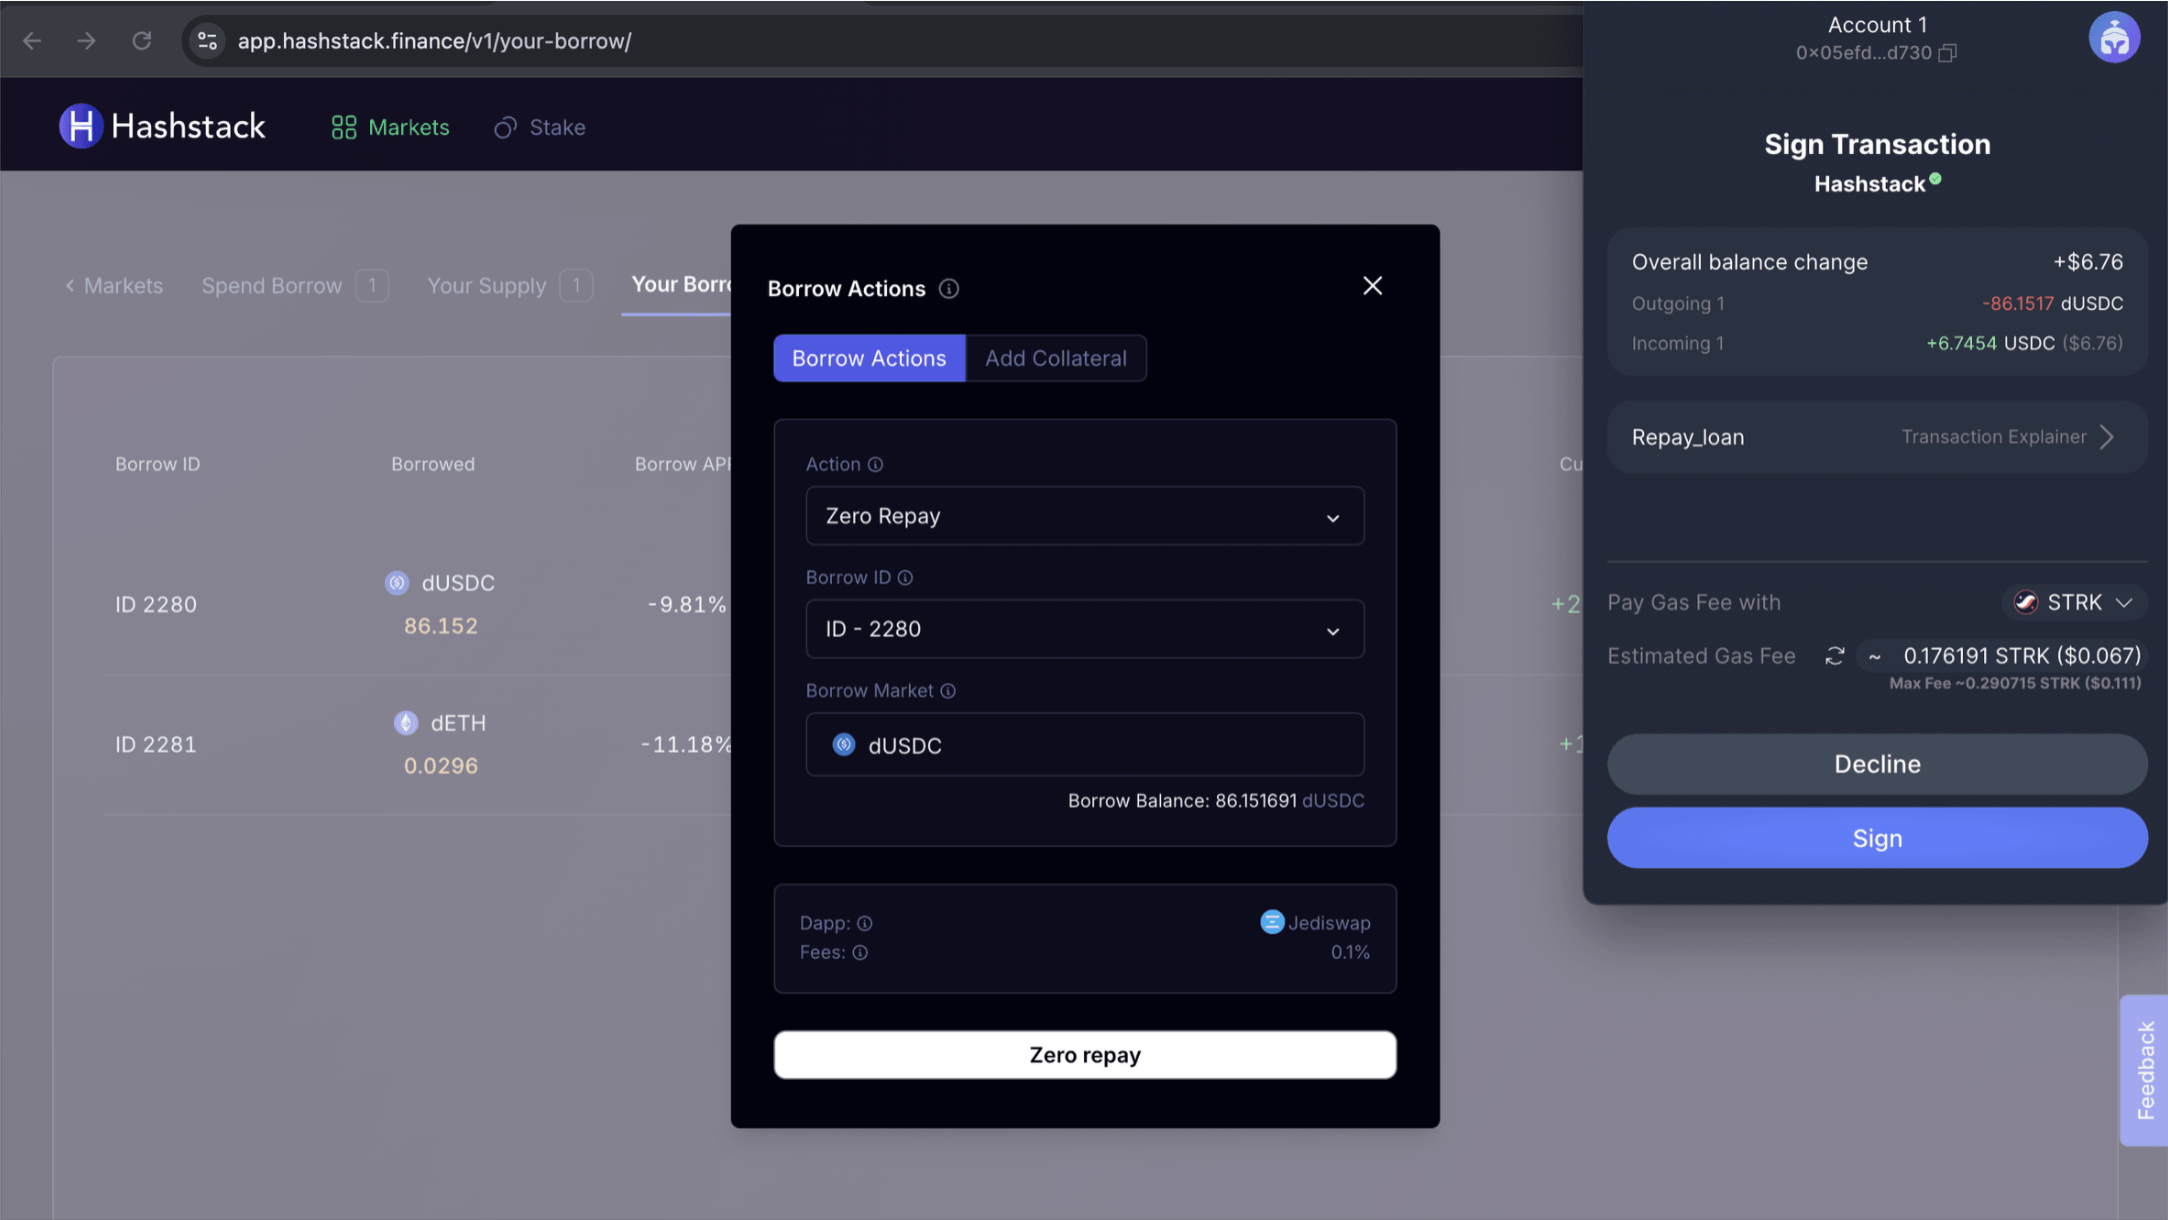 app.hashstack.finance/v1/your-borrow/
Hashstack
Markets
Stake
Markets
Spend Borrow 1
Your Supply 1
Your Borro
Borrow ID
Borrowed
Borrow APR
Cu
ID 2280
dUSDC
86.152
-9.81%
+2
ID 2281
dETH
0.0296
-11.18%
+1
Borrow Actions
Borrow Actions
Add Collateral
Action
Zero Repay
Borrow ID
ID - 2280
Borrow Market
dUSDC
Borrow Balance: 86.151691 dUSDC
Dapp:
Jediswap
Fees:
0.1%
Zero repay
Account 1
0×05efd...d730
Sign Transaction
Hashstack
Overall balance change
+$6.76
Outgoing 1
-86.1517 dUSDC
Incoming 1
+6.7454 USDC ($6.76)
Repay_loan
Transaction Explainer
Pay Gas Fee with
STRK
Estimated Gas Fee
~ 0.176191 STRK ($0.067)
Max Fee ~0.290715 STRK ($0.111)
Decline
Sign
Feedback